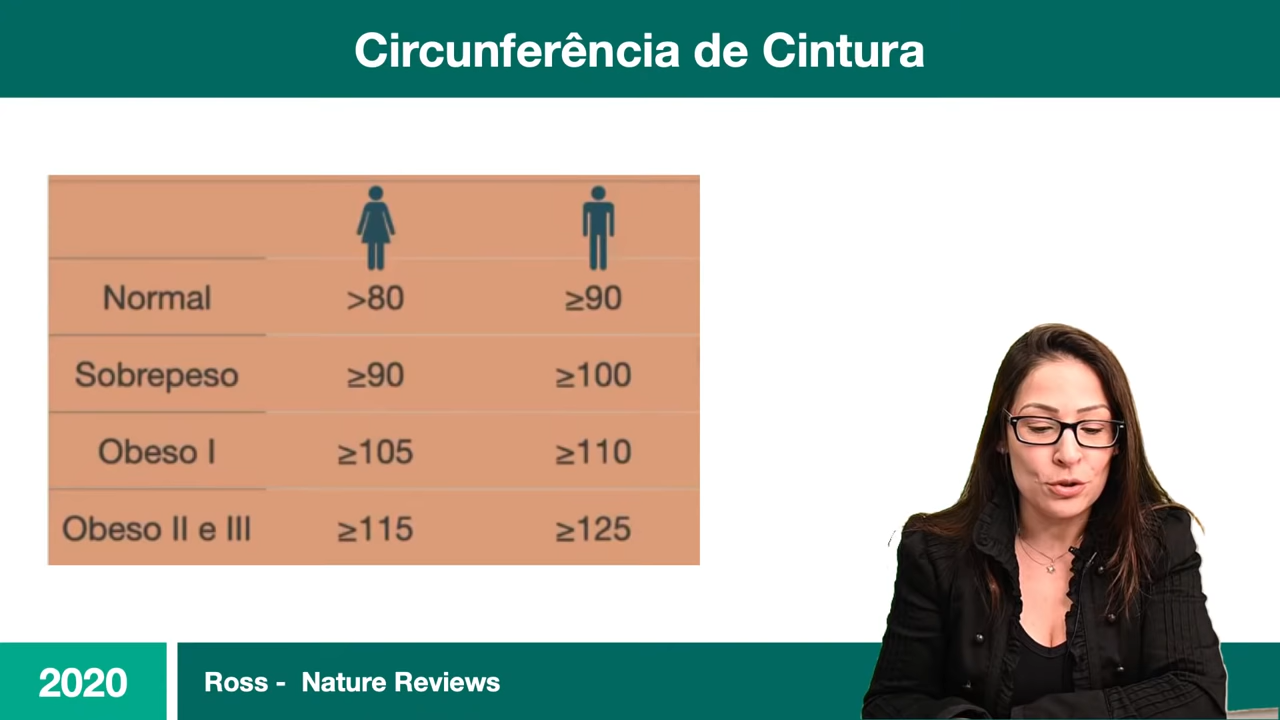 Circunferência de Cintura
Normal >80 ≥90
Sobrepeso ≥90 ≥100
Obeso I ≥105 ≥110
Obeso II e III ≥115 ≥125
2020 Ross - Nature Reviews